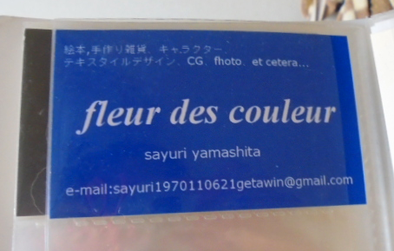 絵本,手作り雑貨、キャラクター
テキスタイルデザイン、CG、fhoto、et cetera...
fleur des couleur
sayuri yamashita
e-mail:sayuri1970110621getawin@gmail.com